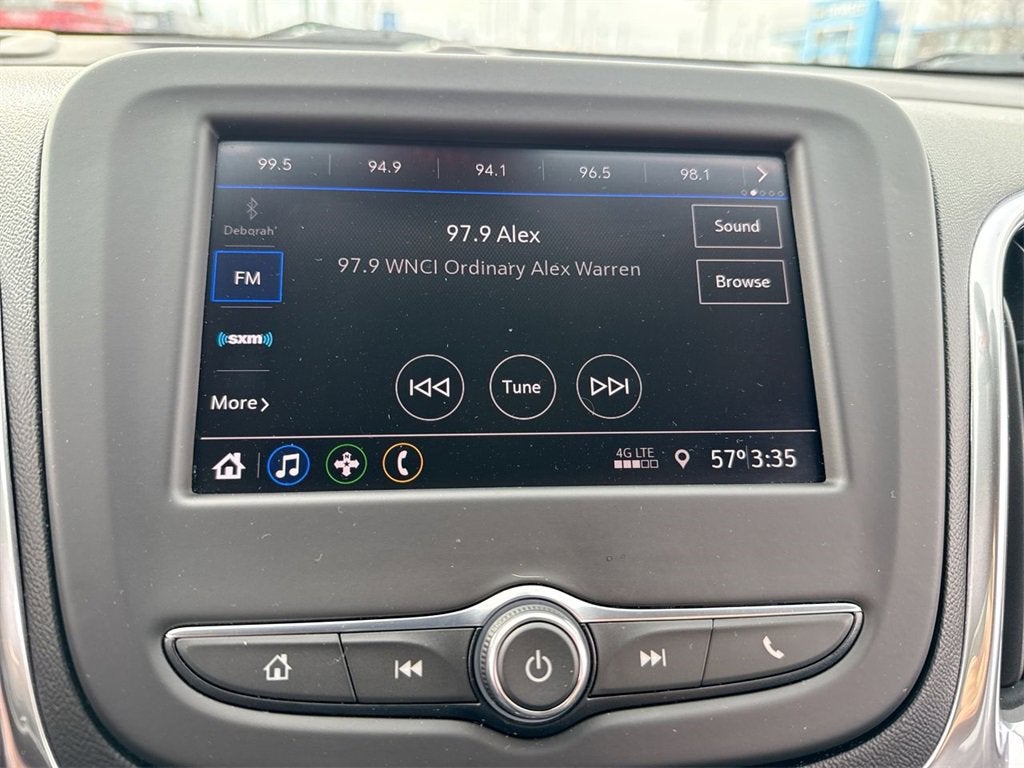 99.5 94.9 94.1 96.5 98.1
Deborah'
97.9 Alex
Sound
FM
97.9 WNCI Ordinary Alex Warren
Browse
((sxm))
Tune
More
N
4G LTE
57° 3:35